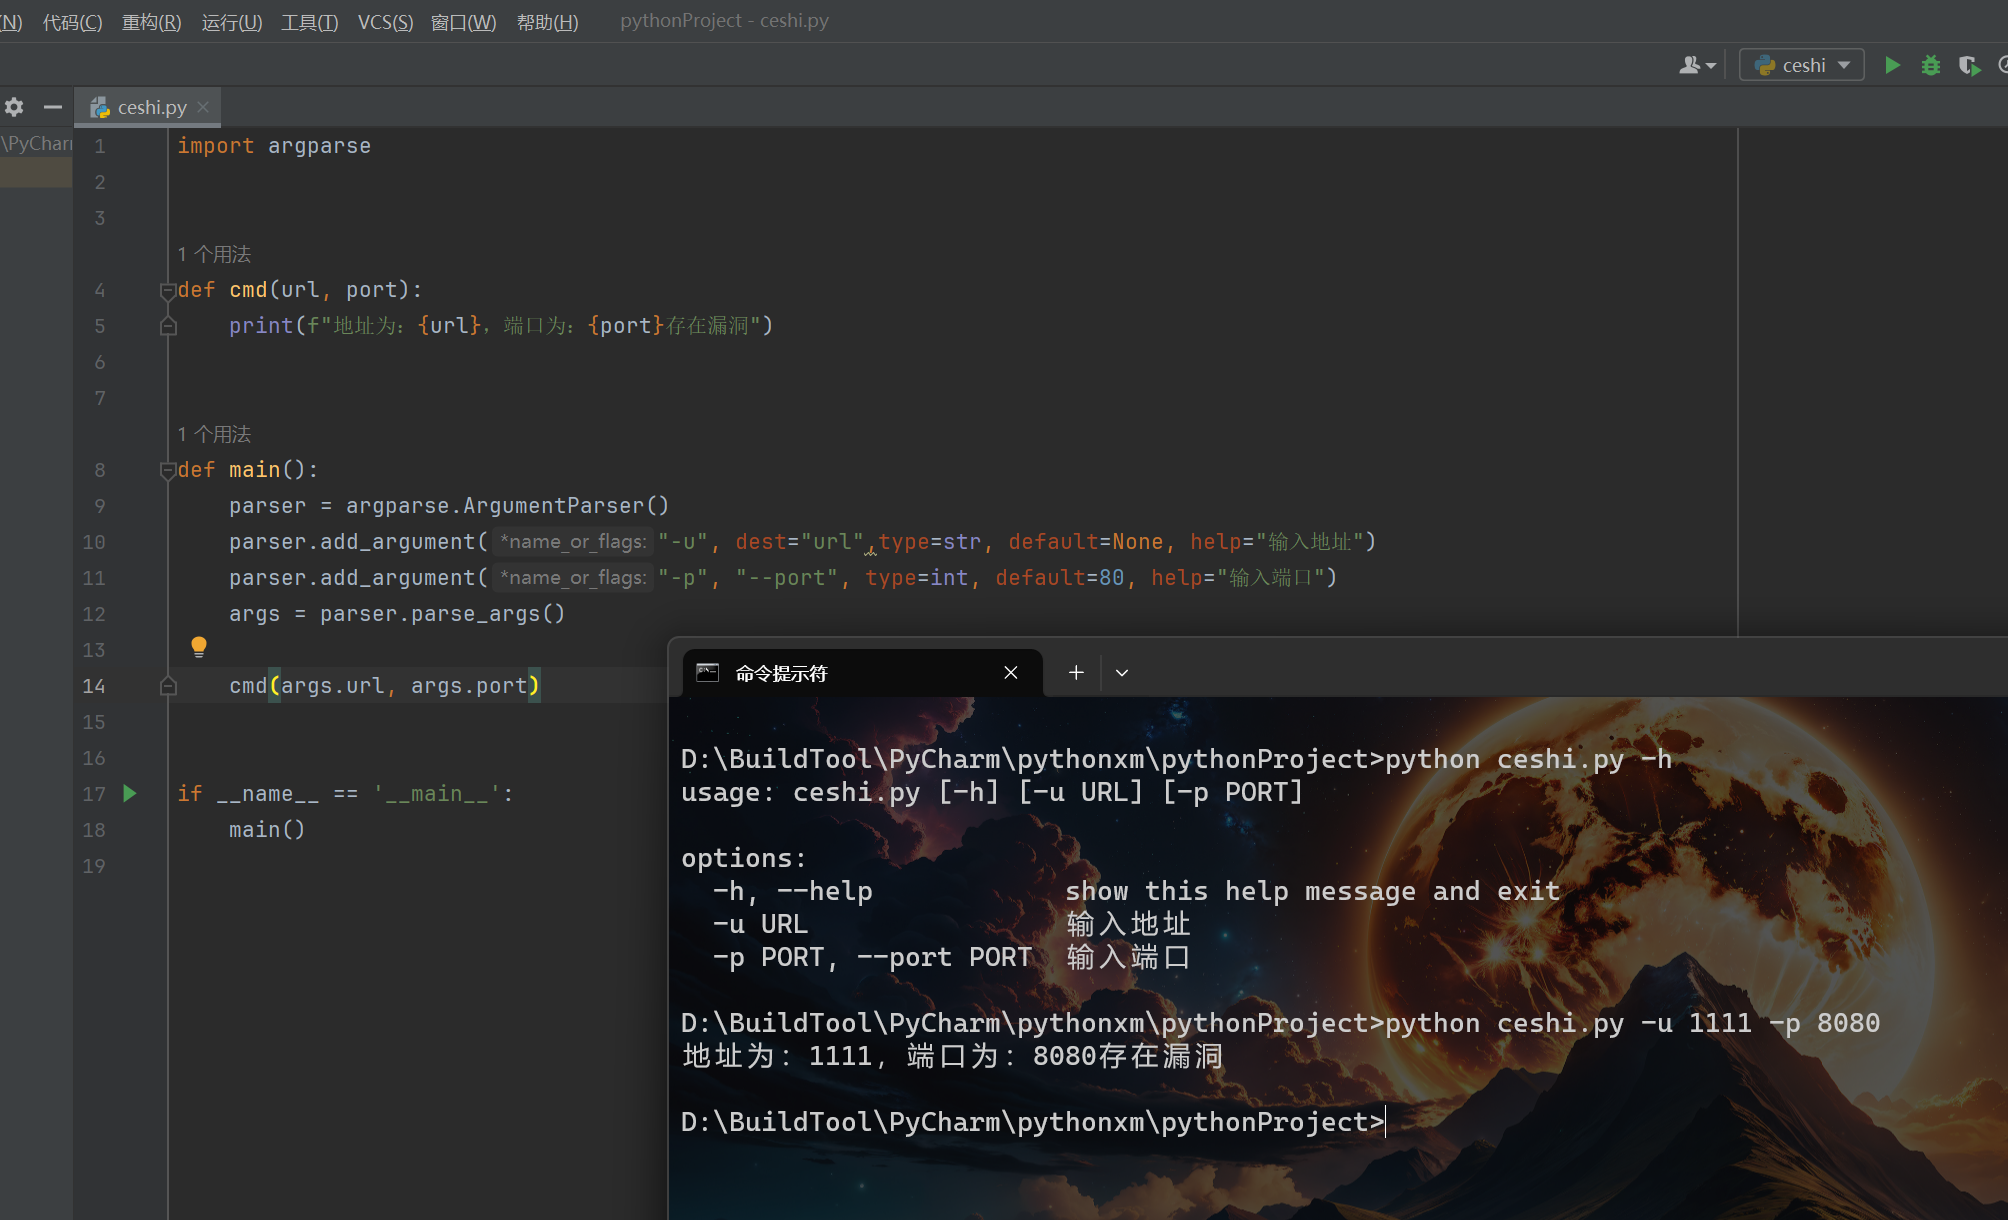 (N) 代码(C) 重构(R) 运行(U) 工具(T) VCS(S) 窗口(W) 帮助(H) pythonProject - ceshi.py
ceshi
ceshi.py
\PyChar
1 import argparse
2
3
1 个用法
4 def cmd(url, port):
5 print(f"地址为：{url}，端口为：{port}存在漏洞")
6
7
1 个用法
8 def main():
9 parser = argparse.ArgumentParser()
10 parser.add_argument( *name_or_flags: "-u", dest="url",type=str, default=None, help="输入地址")
11 parser.add_argument( *name_or_flags: "-p", "--port", type=int, default=80, help="输入端口")
12 args = parser.parse_args()
13
14 cmd(args.url, args.port)
15
16
17 if __name__ == '__main__':
18 main()
19
命令提示符
D:\BuildTool\PyCharm\pythonxm\pythonProject>python ceshi.py -h
usage: ceshi.py [-h] [-u URL] [-p PORT]
options:
-h, --help show this help message and exit
-u URL 输入地址
-p PORT, --port PORT 输入端口
D:\BuildTool\PyCharm\pythonxm\pythonProject>python ceshi.py -u 1111 -p 8080
地址为：1111，端口为：8080存在漏洞
D:\BuildTool\PyCharm\pythonxm\pythonProject>